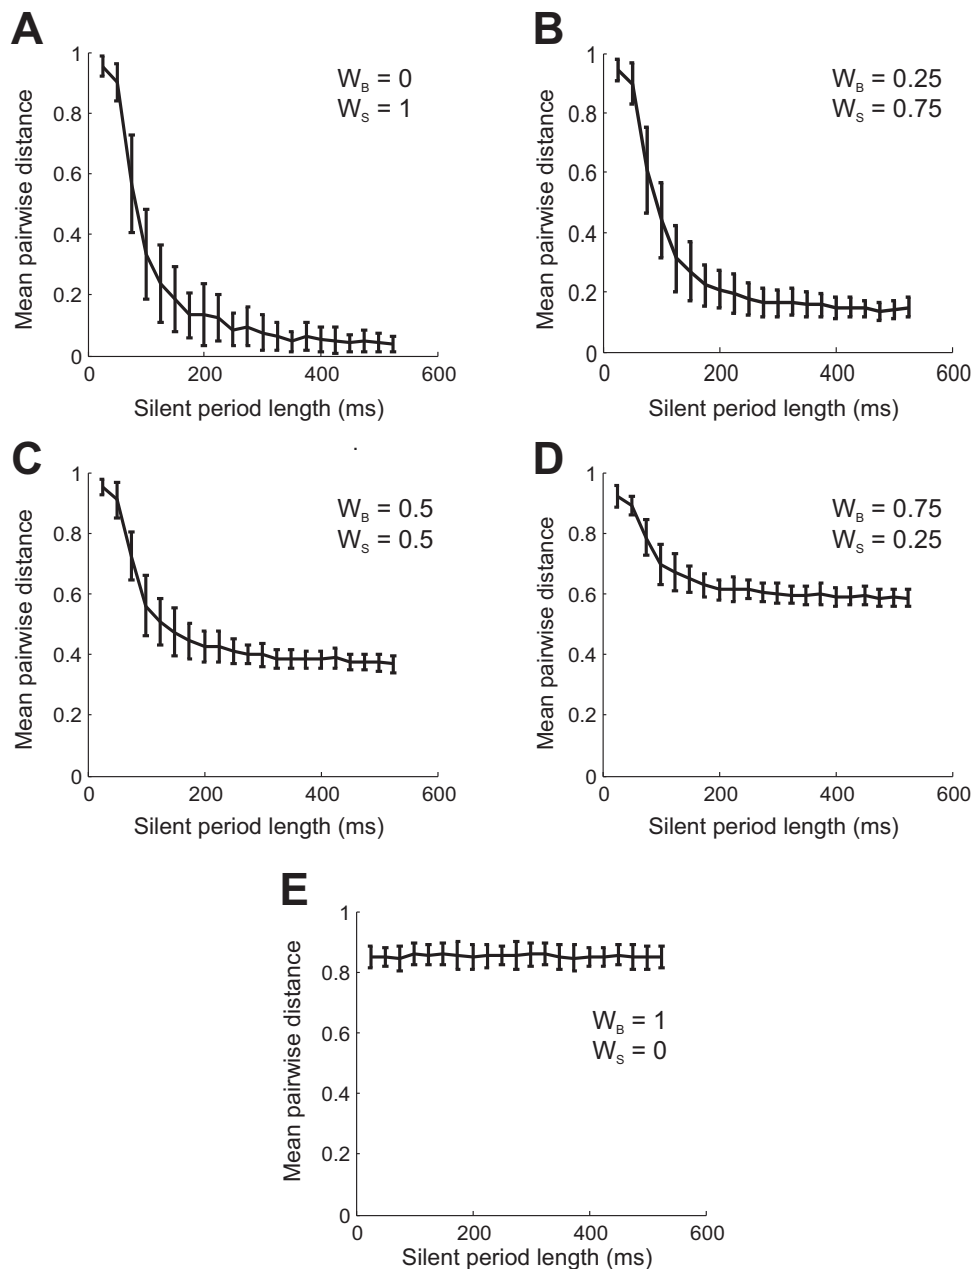 A
Mean pairwise distance
1
0.8
0.6
0.4
0.2
0
W_B = 0
W_S = 1
0 200 400 600
Silent period length (ms)
B
Mean pairwise distance
1
0.8
0.6
0.4
0.2
0
W_B = 0.25
W_S = 0.75
0 200 400 600
Silent period length (ms)
C
Mean pairwise distance
1
0.8
0.6
0.4
0.2
0
W_B = 0.5
W_S = 0.5
0 200 400 600
Silent period length (ms)
D
Mean pairwise distance
1
0.8
0.6
0.4
0.2
0
W_B = 0.75
W_S = 0.25
0 200 400 600
Silent period length (ms)
E
Mean pairwise distance
1
0.8
0.6
0.4
0.2
0
W_B = 1
W_S = 0
0 200 400 600
Silent period length (ms)